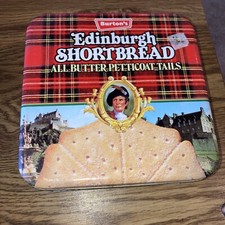 Burton's
Edinburgh
SHORTBREAD
ALL BUTTER PETTICOAT TAILS